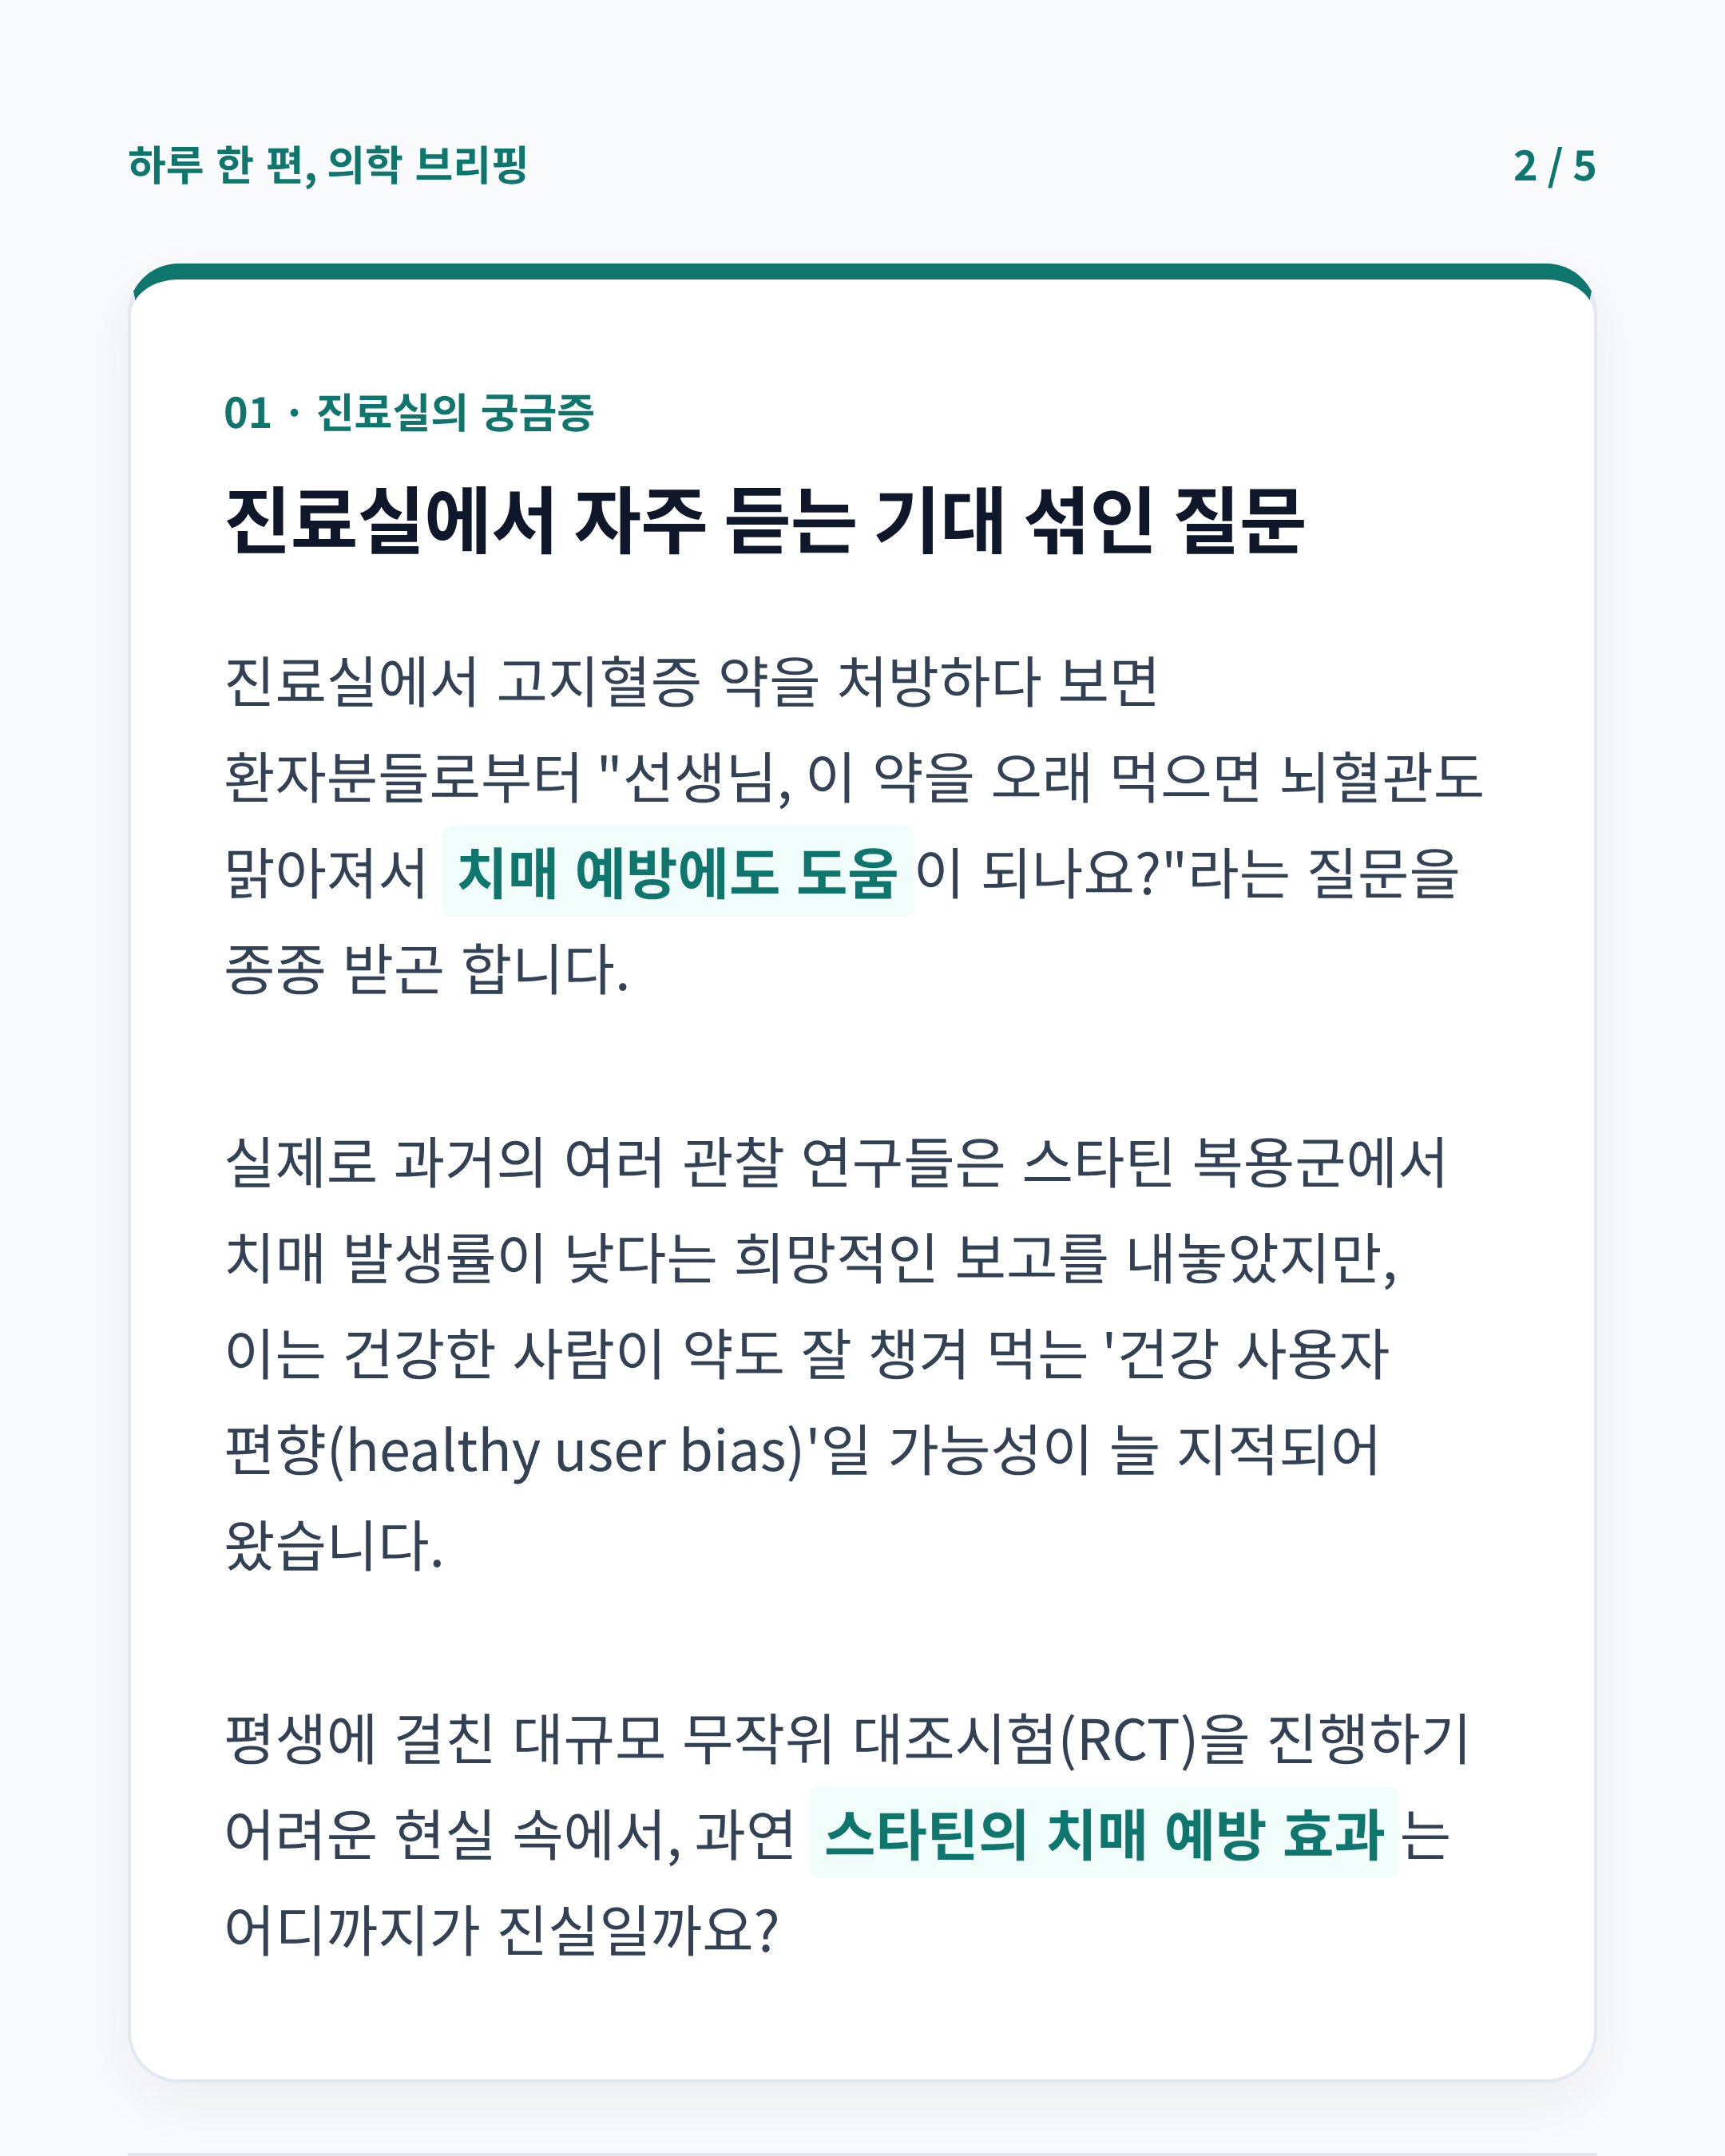 하루 한 편, 의학 브리핑
2 / 5
01 · 진료실의 궁금증
진료실에서 자주 듣는 기대 섞인 질문
진료실에서 고지혈증 약을 처방하다 보면
환자분들로부터 "선생님, 이 약을 오래 먹으면 뇌혈관도
맑아져서 치매 예방에도 도움이 되나요?"라는 질문을
종종 받곤 합니다.
실제로 과거의 여러 관찰 연구들은 스타틴 복용군에서
치매 발생률이 낮다는 희망적인 보고를 내놓았지만,
이는 건강한 사람이 약도 잘 챙겨 먹는 '건강 사용자
편향(healthy user bias)'일 가능성이 늘 지적되어
왔습니다.
평생에 걸친 대규모 무작위 대조시험(RCT)을 진행하기
어려운 현실 속에서, 과연 스타틴의 치매 예방 효과는
어디까지가 진실일까요?